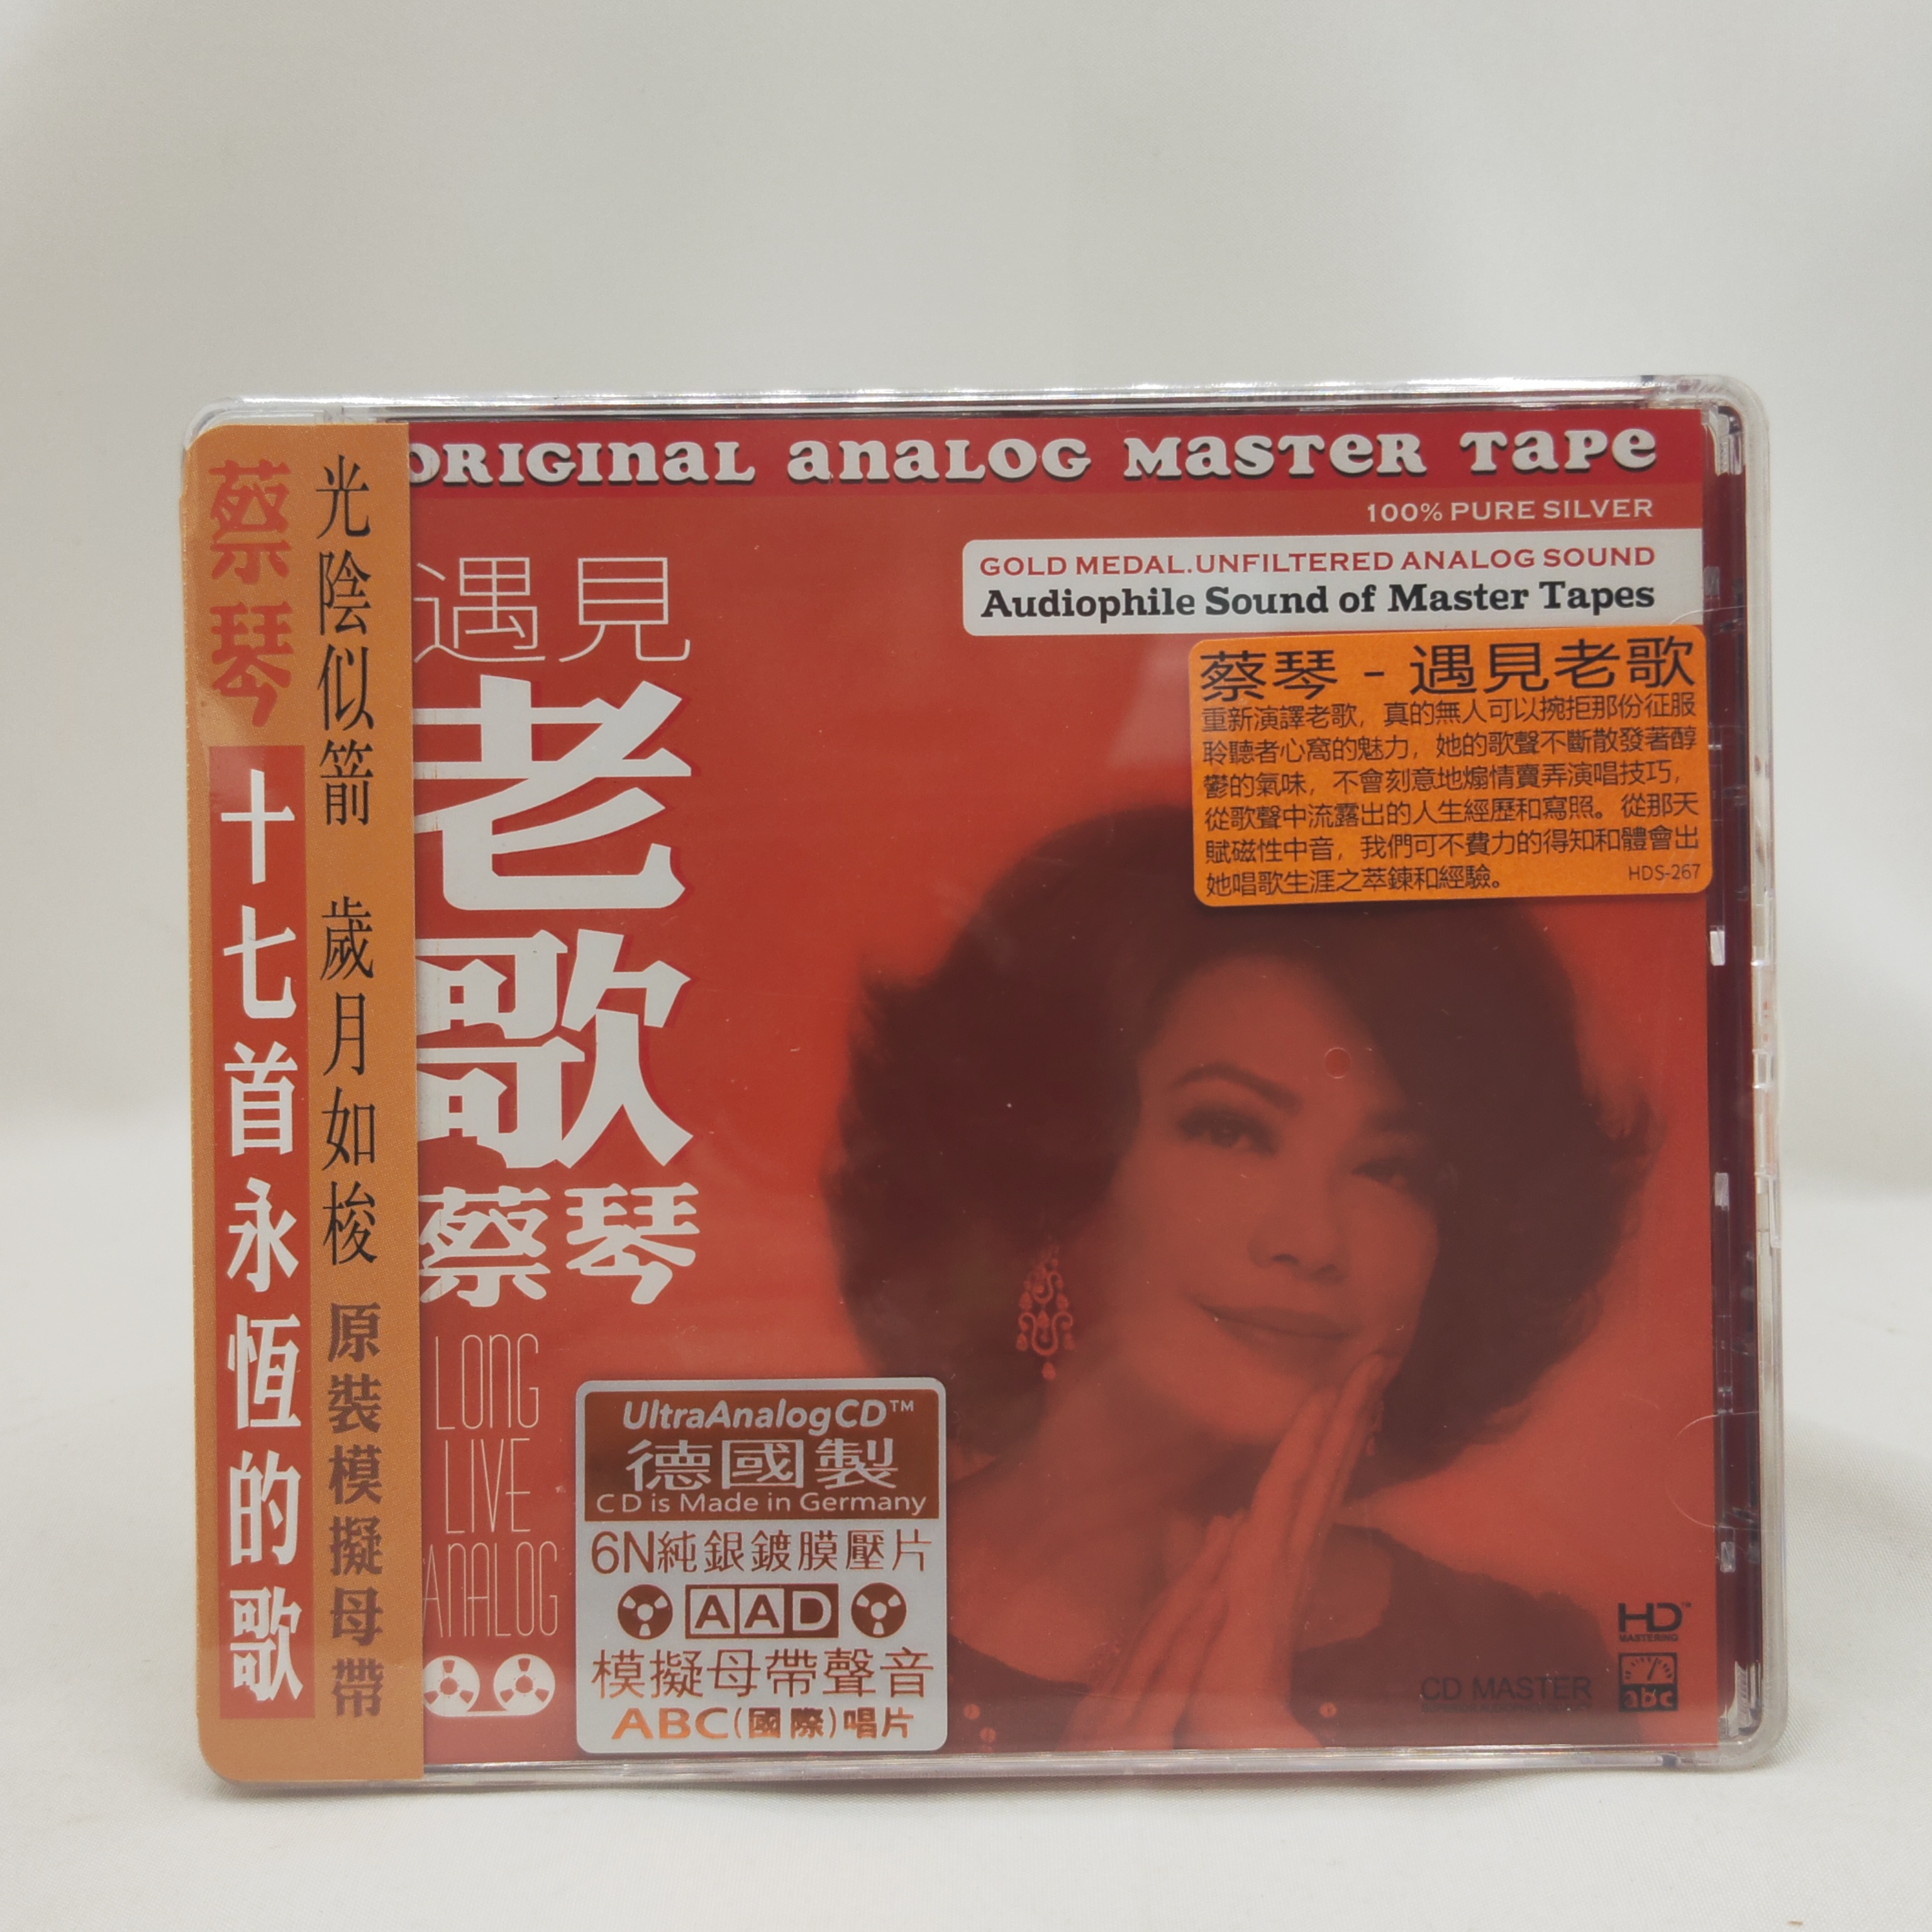 蔡琴 十七首永恆的歌
光陰似箭 歲月如梭 原裝模擬母帶
ORIGINAL ANALOG MASTER TAPE
100% PURE SILVER
GOLD MEDAL.UNFILTERED ANALOG SOUND
Audiophile Sound of Master Tapes
遇見
老
歌
蔡琴
LONG
LIVE
ANALOG
蔡琴 - 遇見老歌
重新演譯老歌，真的無人可以婉拒那份征服
聆聽者心窩的魅力，她的歌聲不斷散發著醇
鬱的氣味，不會刻意地煽情賣弄演唱技巧，
從歌聲中流露出的人生經歷和寫照。從那天
賦磁性中音，我們可不費力的得知和體會出
她唱歌生涯之萃鍊和經驗。
HDS-267
UltraAnalogCD™
德國製
CD is Made in Germany
6N純銀鍍膜壓片
AAD
模擬母帶聲音
ABC(國際)唱片
HD™
MASTERING
CD MASTER
abc